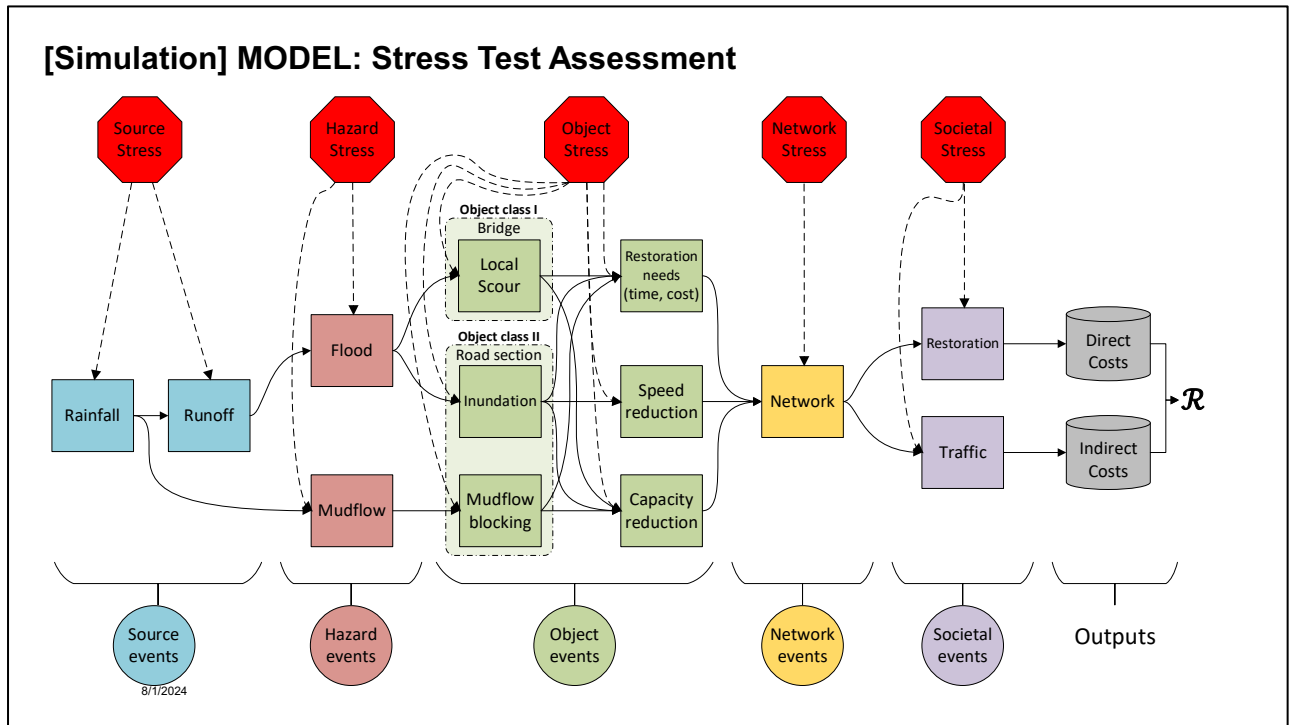 [Simulation] MODEL: Stress Test Assessment
Source
Stress
Hazard
Stress
Object
Stress
Network
Stress
Societal
Stress
Object class I
Bridge
Local
Scour
Restoration
needs
(time, cost)
Flood
Object class II
Road section
Inundation
Speed
reduction
Rainfall
Runoff
Network
Restoration
Direct
Costs
ℛ
Traffic
Indirect
Costs
Mudflow
Mudflow
blocking
Capacity
reduction
Source
events
Hazard
events
Object
events
Network
events
Societal
events
Outputs
8/1/2024